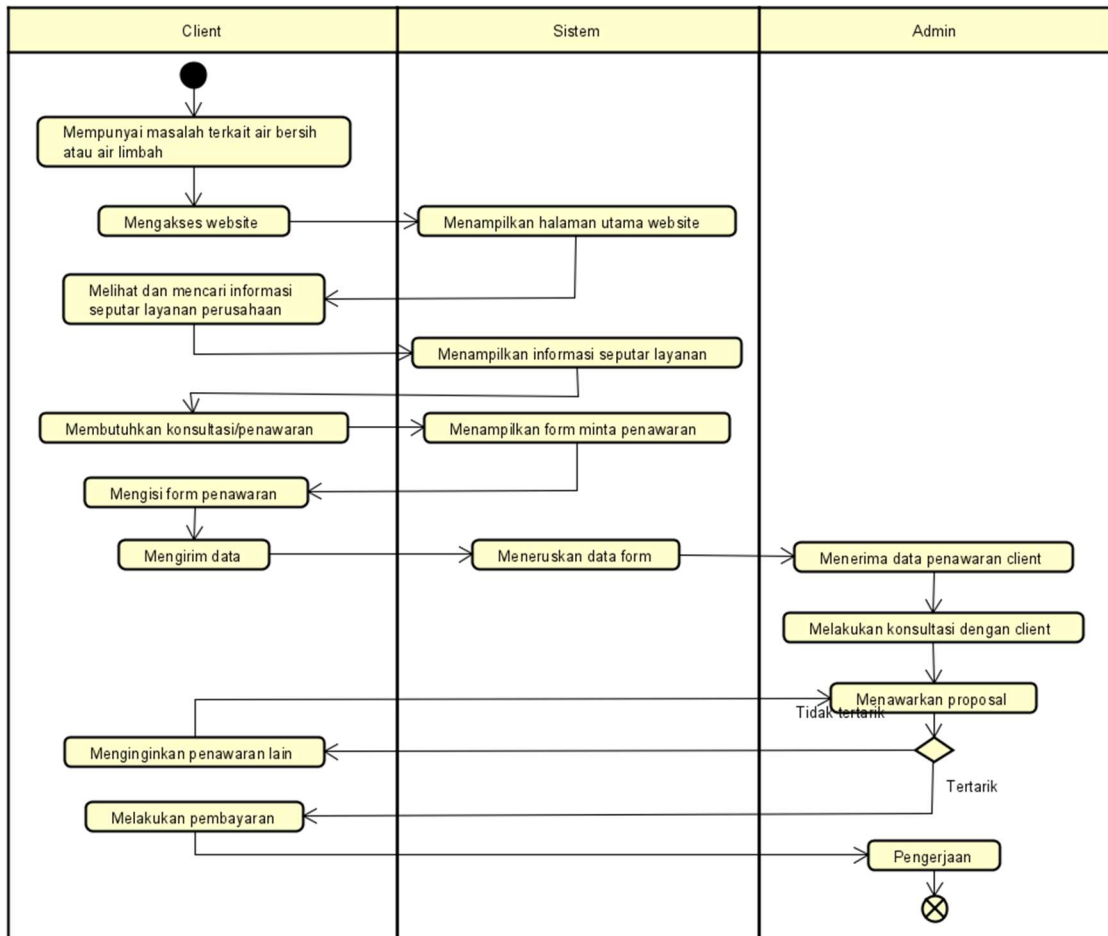 Client
Sistem
Admin
Mempunyai masalah terkait air bersih
atau air limbah
Mengakses website
Menampilkan halaman utama website
Melihat dan mencari informasi
seputar layanan perusahaan
Menampilkan informasi seputar layanan
Membutuhkan konsultasi/penawaran
Menampilkan form minta penawaran
Mengisi form penawaran
Mengirim data
Meneruskan data form
Menerima data penawaran client
Melakukan konsultasi dengan client
Menawarkan proposal
Tidak tertarik
Menginginkan penawaran lain
Tertarik
Melakukan pembayaran
Pengerjaan